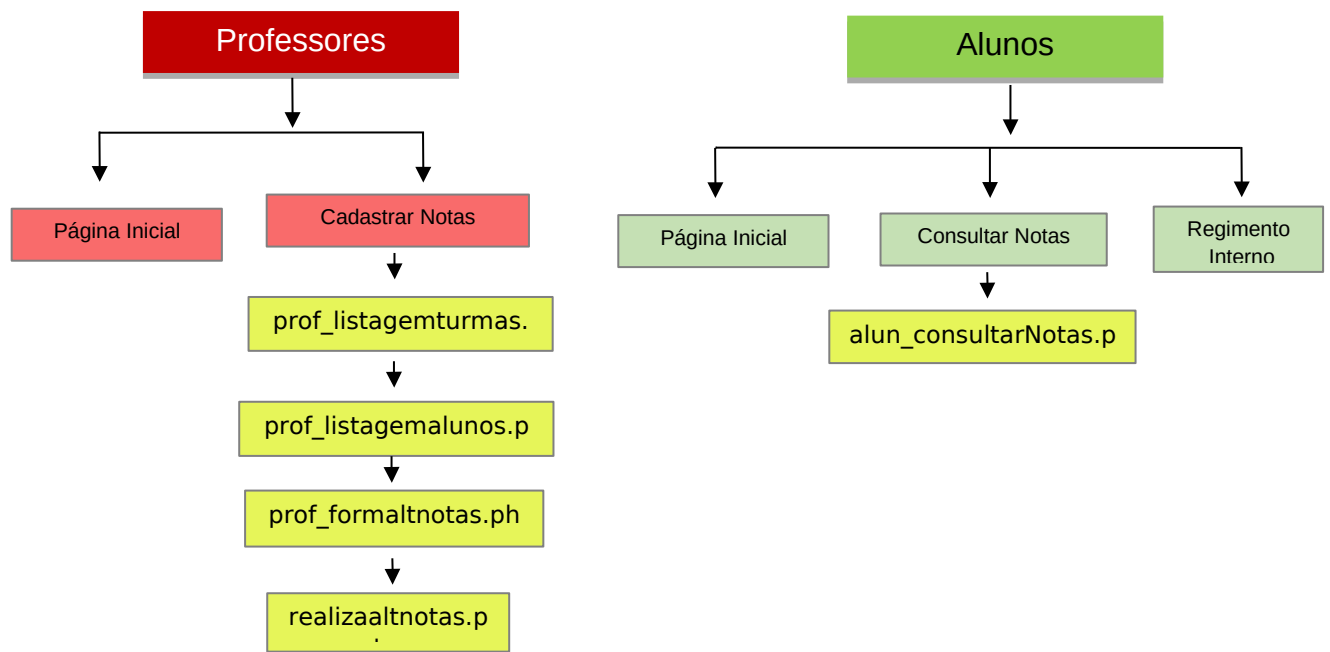 Professores
Página Inicial
Cadastrar Notas
prof_listagemturmas.
prof_listagemalunos.p
prof_formaltnotas.ph
realizaaltnotas.p
Alunos
Página Inicial
Consultar Notas
Regimento
Interno
alun_consultarNotas.p